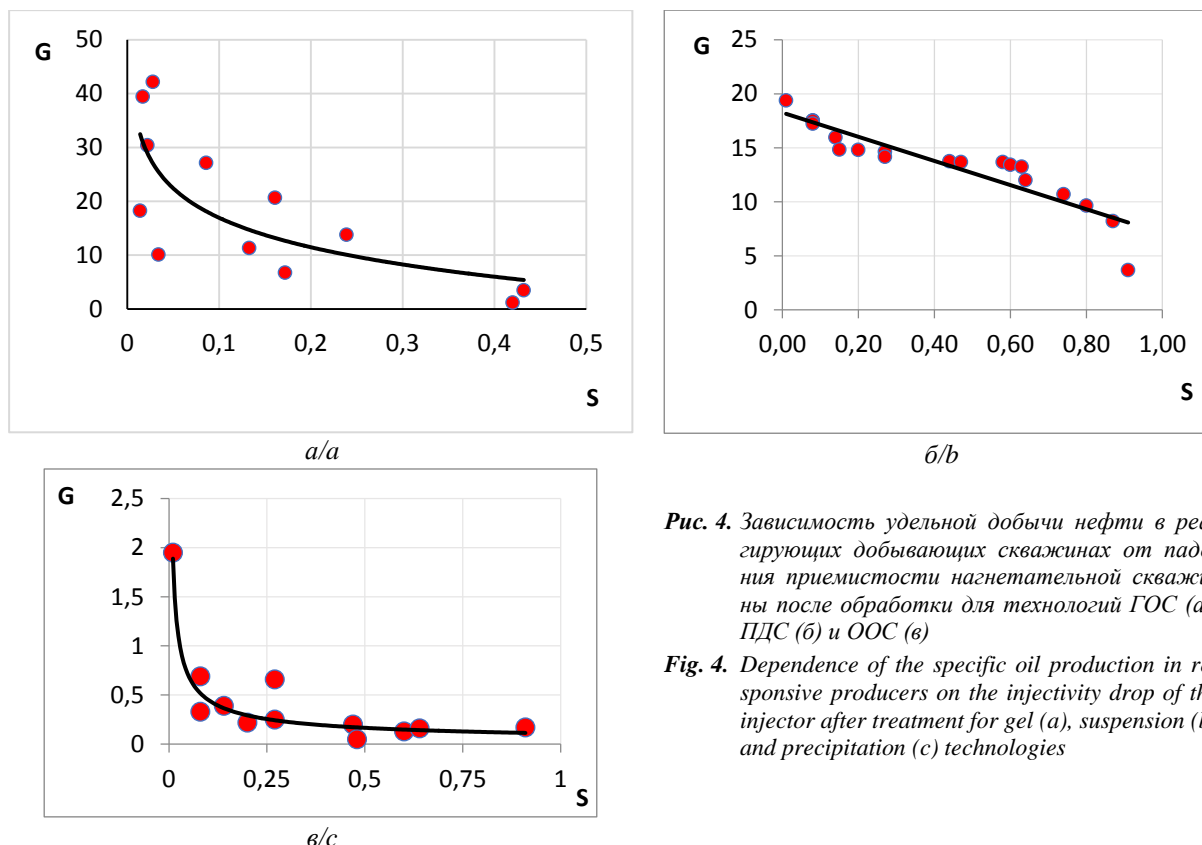 G
50
40
30
20
10
0
0 0,1 0,2 0,3 0,4 0,5
S
а/a
G
25
20
15
10
5
0
0,00 0,20 0,40 0,60 0,80 1,00
S
б/b
G
2,5
2
1,5
1
0,5
0
0 0,25 0,5 0,75 1
S
в/c
Рис. 4. Зависимость удельной добычи нефти в реа
гирующих добывающих скважинах от паде
ния приемистости нагнетательной скважи
ны после обработки для технологий ГОС (а
ПДС (б) и ООС (в)
Fig. 4. Dependence of the specific oil production in r
sponsive producers on the injectivity drop of th
injector after treatment for gel (a), suspension (
and precipitation (c) technologies